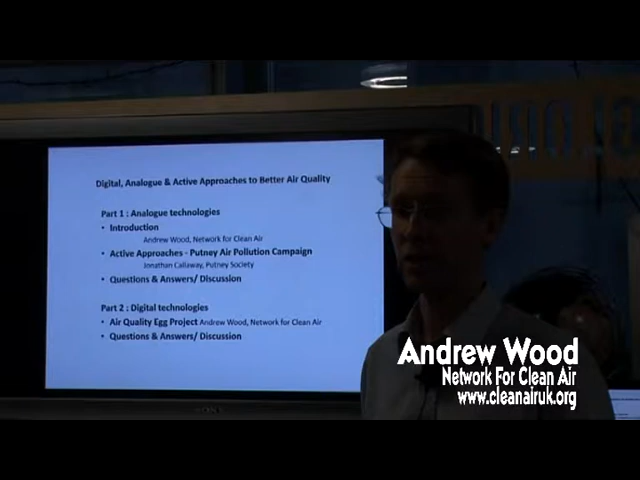 Digital, Analogue & Active Approaches to Better Air Quality
Part 1 : Analogue technologies
• Introduction
Andrew Wood, Network for Clean Air
• Active Approaches - Putney Air Pollution Campaign
Jonathan Callaway, Putney Society
• Questions & Answers/ Discussion
Part 2 : Digital technologies
• Air Quality Egg Project Andrew Wood, Network for Clean Air
• Questions & Answers/ Discussion
SONY
Andrew Wood
Network For Clean Air
www.cleanairuk.org